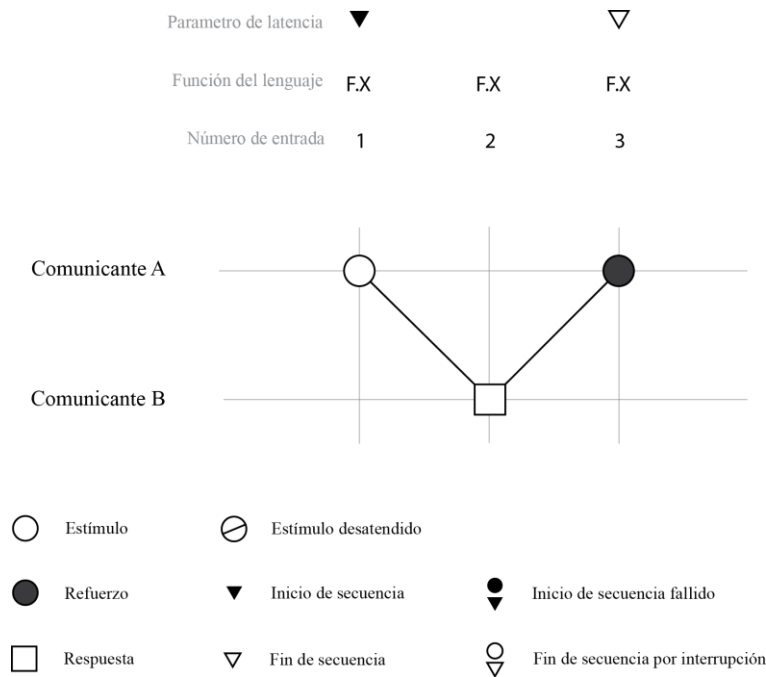 Parametro de latencia
Función del lenguaje F.X F.X F.X
Número de entrada 1 2 3
Comunicante A
Comunicante B
Estímulo Estímulo desatendido
Refuerzo Inicio de secuencia Inicio de secuencia fallido
Respuesta Fin de secuencia Fin de secuencia por interrupción